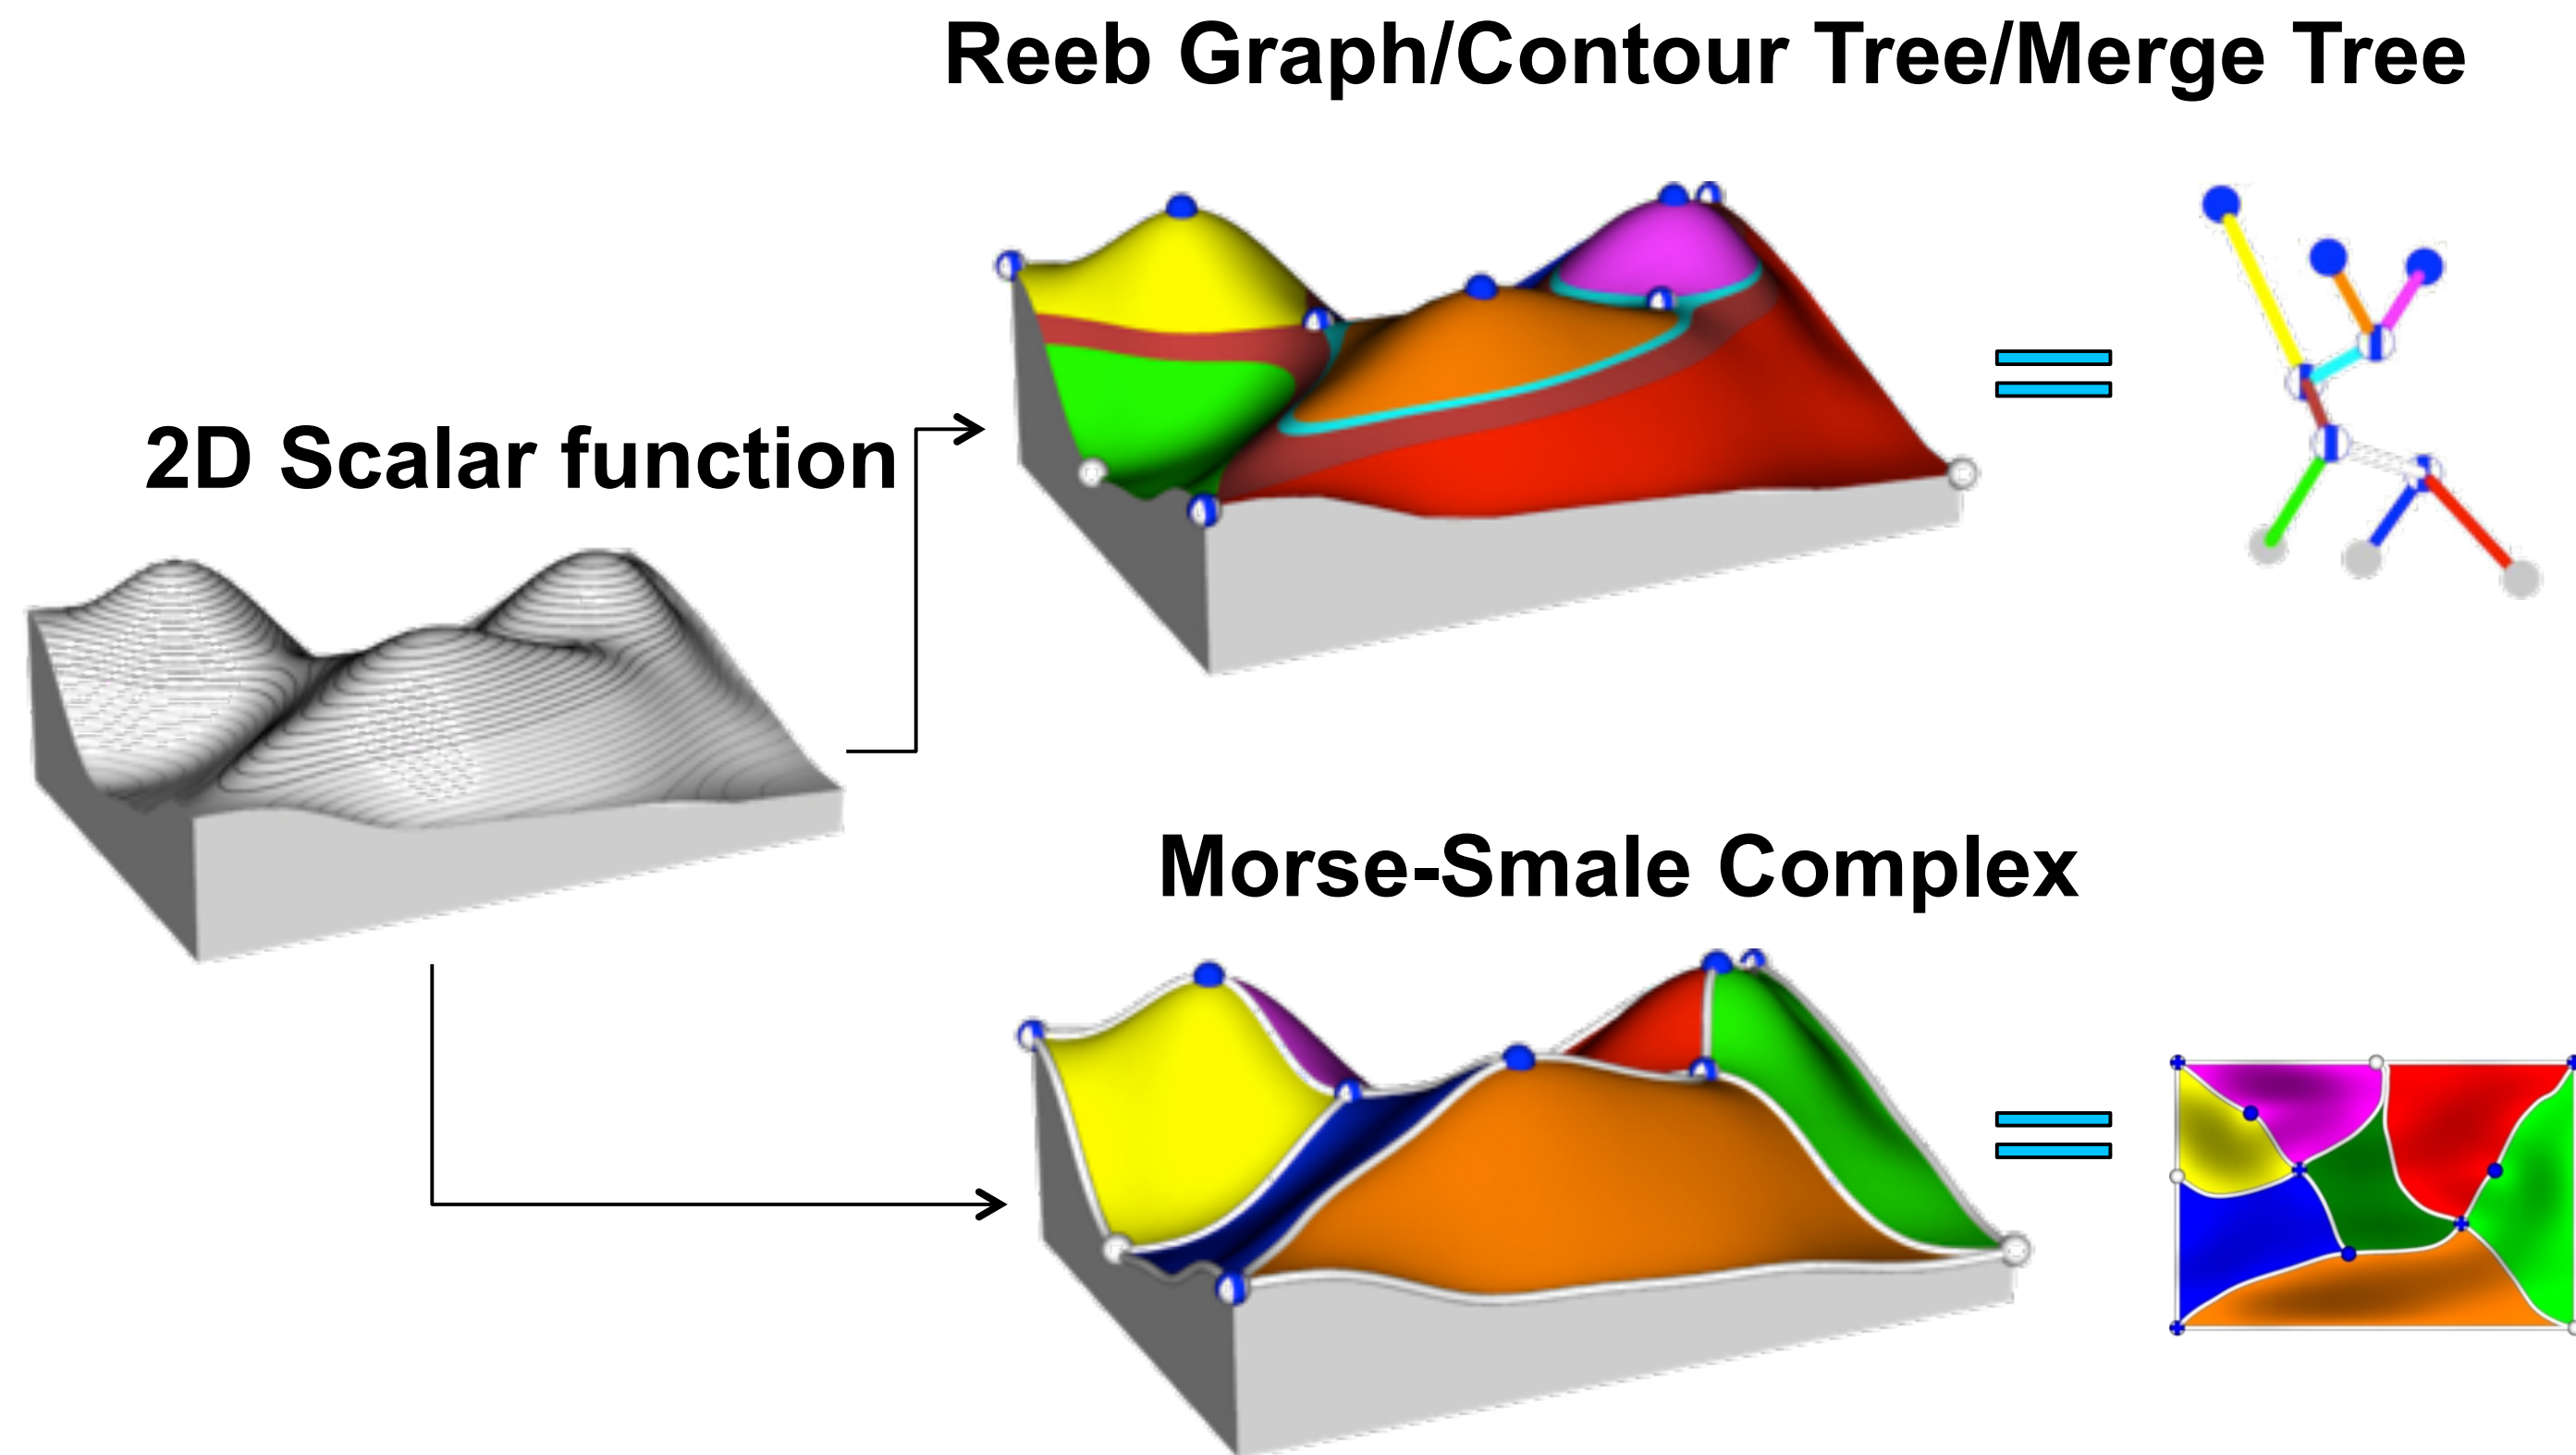 Reeb Graph/Contour Tree/Merge Tree
2D Scalar function
Morse-Smale Complex